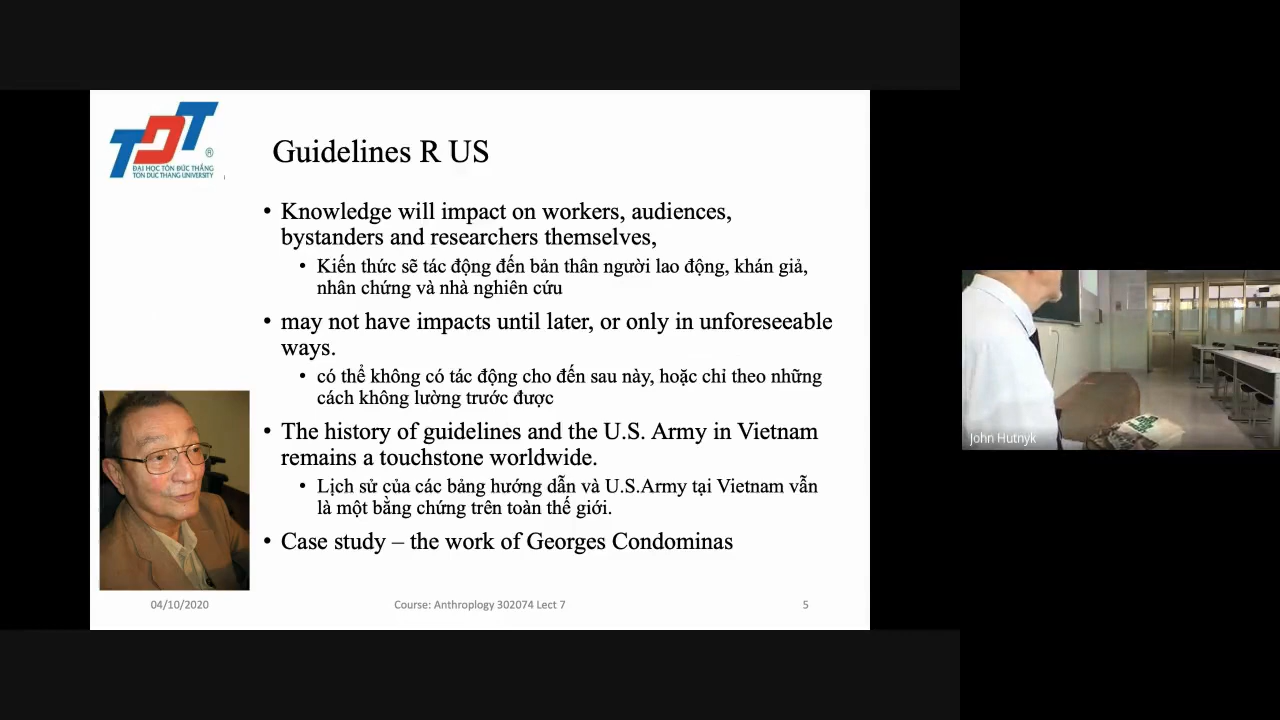 TDT
®
ĐẠI HỌC TÔN ĐỨC THẮNG
TON DUC THANG UNIVERSITY
Guidelines R US
• Knowledge will impact on workers, audiences,
bystanders and researchers themselves,
• Kiến thức sẽ tác động đến bản thân người lao động, khán giả,
nhân chứng và nhà nghiên cứu
• may not have impacts until later, or only in unforeseeable
ways.
• có thể không có tác động cho đến sau này, hoặc chỉ theo những
cách không lường trước được
• The history of guidelines and the U.S. Army in Vietnam
remains a touchstone worldwide.
• Lịch sử của các bảng hướng dẫn và U.S.Army tại Vietnam vẫn
là một bằng chứng trên toàn thế giới.
• Case study – the work of Georges Condominas
04/10/2020
Course: Anthroplogy 302074 Lect 7
5
John Hutnyk